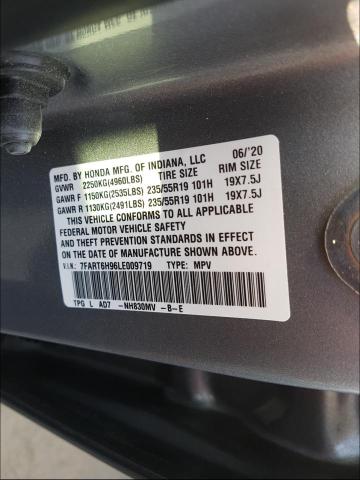 MFD. BY HONDA MFG. OF INDIANA, LLC 06/'20
GVWR 2250KG(4960LBS) TIRE SIZE RIM SIZE
GAWR F 1150KG(2535LBS) 235/55R19 101H 19X7.5J
GAWR R 1130KG(2491LBS) 235/55R19 101H 19X7.5J
THIS VEHICLE CONFORMS TO ALL APPLICABLE
FEDERAL MOTOR VEHICLE SAFETY
AND THEFT PREVENTION STANDARDS IN EFFECT
ON THE DATE OF MANUFACTURE SHOWN ABOVE.
7FART6H96LE009719 TYPE: MPV
TPG L AD7 -NH830MV -B-E